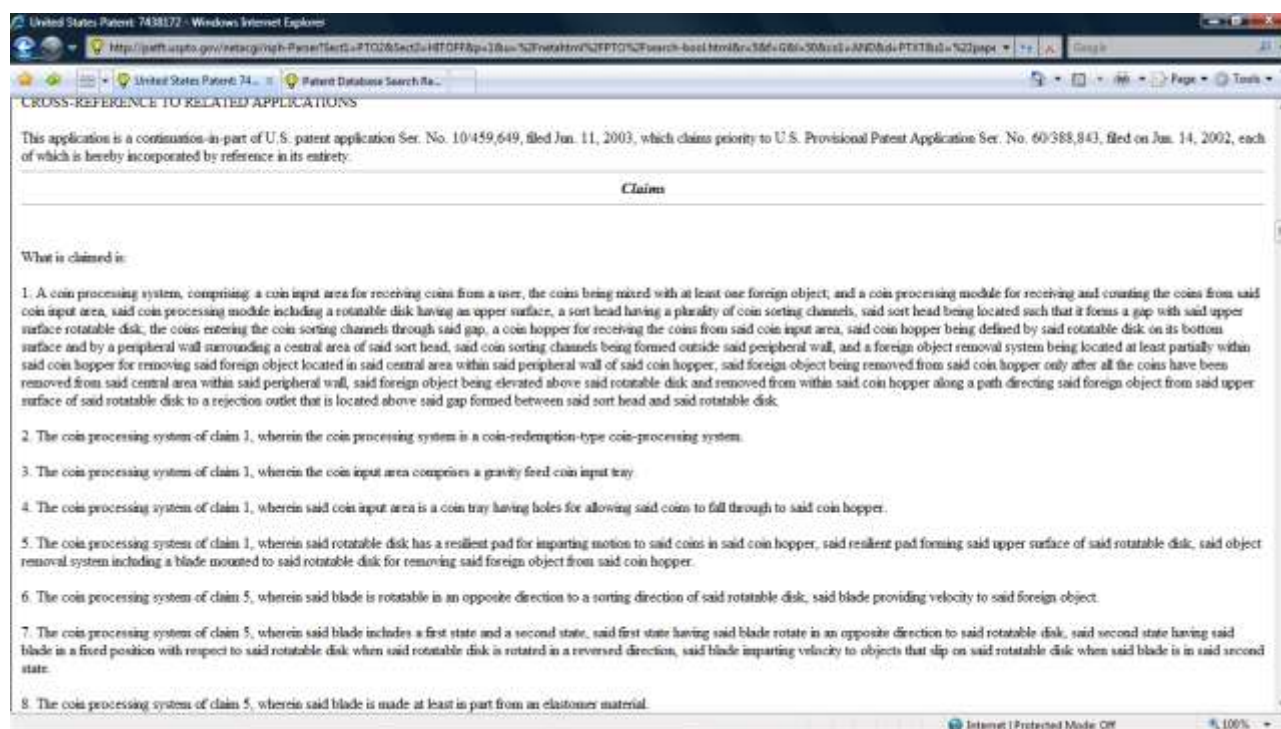 United States Patent: 7438172 - Windows Internet Explorer
Google
United States Patent: 74...
Patent Database Search Re...
Page
Tools
CROSS-REFERENCE TO RELATED APPLICATIONS
This application is a continuation-in-part of U.S. patent application Ser. No. 10/459,649, filed Jun. 11, 2003, which claims priority to U.S. Provisional Patent Application Ser. No. 60/388,843, filed on Jun. 14, 2002, each
of which is hereby incorporated by reference in its entirety.
Claims
What is claimed is:
1. A coin processing system, comprising: a coin input area for receiving coins from a user, the coins being mixed with at least one foreign object; and a coin processing module for receiving and counting the coins from said
coin input area, said coin processing module including a rotatable disk having an upper surface, a sort head having a plurality of coin sorting channels, said sort head being located such that it forms a gap with said upper
surface rotatable disk, the coins entering the coin sorting channels through said gap, a coin hopper for receiving the coins from said coin input area, said coin hopper being defined by said rotatable disk on its bottom
surface and by a peripheral wall surrounding a central area of said sort head, said coin sorting channels being formed outside said peripheral wall, and a foreign object removal system being located at least partially within
said coin hopper for removing said foreign object located in said central area within said peripheral wall of said coin hopper, said foreign object being removed from said coin hopper only after all the coins have been
removed from said central area within said peripheral wall, said foreign object being elevated above said rotatable disk and removed from within said coin hopper along a path directing said foreign object from said upper
surface of said rotatable disk to a rejection outlet that is located above said gap formed between said sort head and said rotatable disk.
2. The coin processing system of claim 1, wherein the coin processing system is a coin-redemption-type coin-processing system.
3. The coin processing system of claim 1, wherein the coin input area comprises a gravity feed coin input tray.
4. The coin processing system of claim 1, wherein said coin input area is a coin tray having holes for allowing said coins to fall through to said coin hopper.
5. The coin processing system of claim 1, wherein said rotatable disk has a resilient pad for imparting motion to said coins in said coin hopper, said resilient pad forming said upper surface of said rotatable disk, said object
removal system including a blade mounted to said rotatable disk for removing said foreign object from said coin hopper.
6. The coin processing system of claim 5, wherein said blade is rotatable in an opposite direction to a sorting direction of said rotatable disk, said blade providing velocity to said foreign object.
7. The coin processing system of claim 5, wherein said blade includes a first state and a second state, said first state having said blade rotate in an opposite direction to said rotatable disk, said second state having said
blade in a fixed position with respect to said rotatable disk when said rotatable disk is rotated in a reversed direction, said blade imparting velocity to objects that slip on said rotatable disk when said blade is in said second
state.
8. The coin processing system of claim 5, wherein said blade is made at least in part from an elastomer material.
Internet | Protected Mode: Off
100%